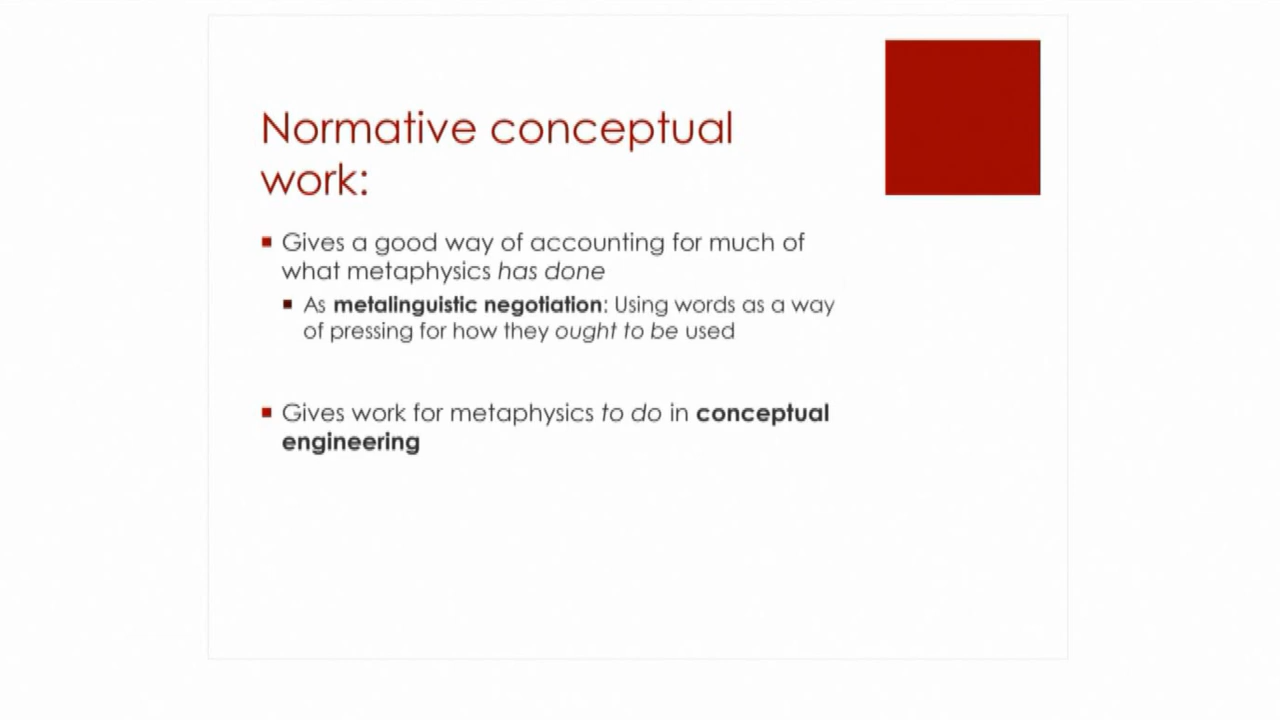 Normative conceptual
work:
Gives a good way of accounting for much of
what metaphysics has done
As metalinguistic negotiation: Using words as a way
of pressing for how they ought to be used
Gives work for metaphysics to do in conceptual
engineering